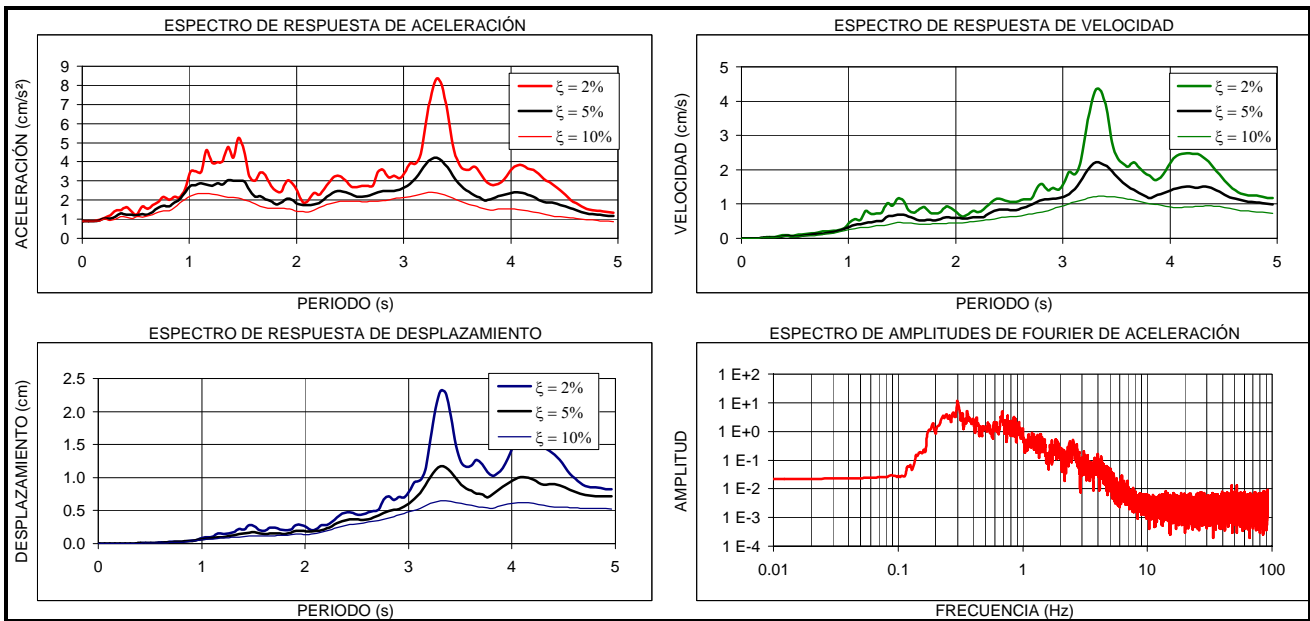 ESPECTRO DE RESPUESTA DE ACELERACIÓN
ACELERACIÓN (cm/s²)
9
8
7
6
5
4
3
2
1
0
0 1 2 3 4 5
PERIODO (s)
ξ = 2%
ξ = 5%
ξ = 10%
ESPECTRO DE RESPUESTA DE VELOCIDAD
VELOCIDAD (cm/s)
5
4
3
2
1
0
0 1 2 3 4 5
PERIODO (s)
ξ = 2%
ξ = 5%
ξ = 10%
ESPECTRO DE RESPUESTA DE DESPLAZAMIENTO
DESPLAZAMIENTO (cm)
2.5
2.0
1.5
1.0
0.5
0.0
0 1 2 3 4 5
PERIODO (s)
ξ = 2%
ξ = 5%
ξ = 10%
ESPECTRO DE AMPLITUDES DE FOURIER DE ACELERACIÓN
AMPLITUD
1 E+2
1 E+1
1 E+0
1 E-1
1 E-2
1 E-3
1 E-4
0.01 0.1 1 10 100
FRECUENCIA (Hz)